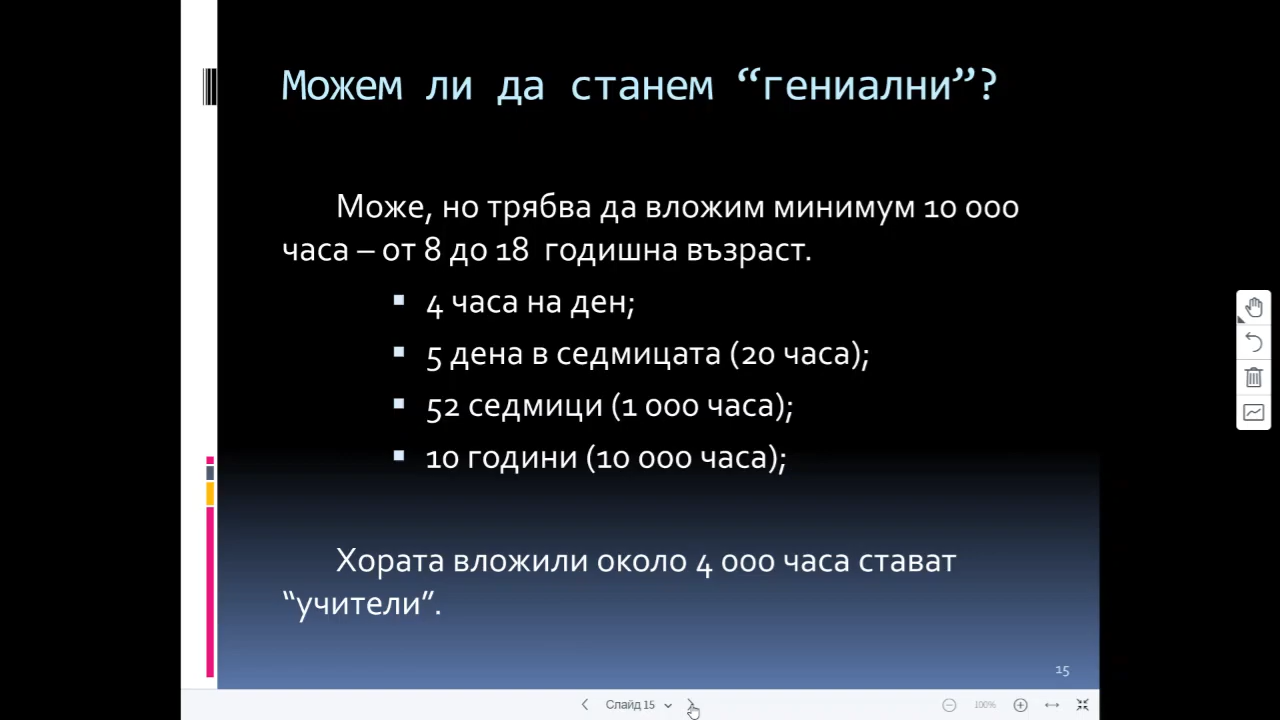 Можем ли да станем “гениални”?
Може, но трябва да вложим минимум 10 000
часа – от 8 до 18 годишна възраст.
▪ 4 часа на ден;
▪ 5 дена в седмицата (20 часа);
▪ 52 седмици (1 000 часа);
▪ 10 години (10 000 часа);
Хората вложили около 4 000 часа стават
“учители”.
15
Слайд 15
100%